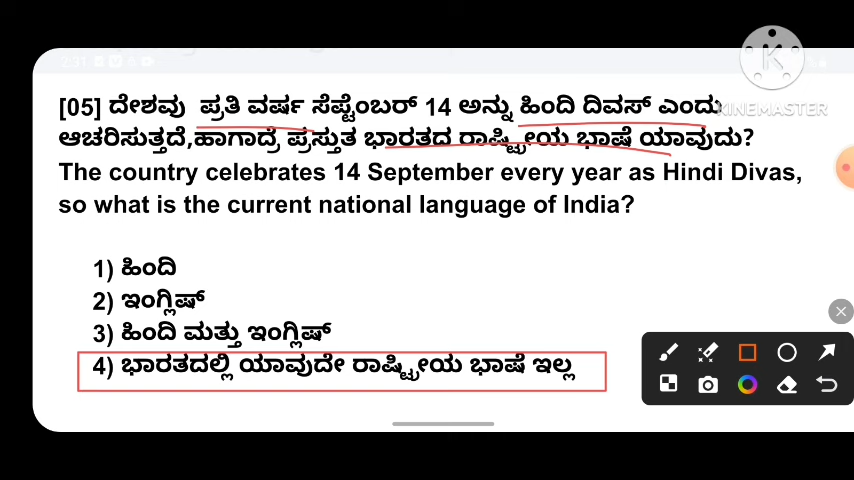 2:31
K
KINEMASTER
[05] ದೇಶವು ಪ್ರತಿ ವರ್ಷ ಸೆಪ್ಟೆಂಬರ್ 14 ಅನ್ನು ಹಿಂದಿ ದಿವಸ್ ಎಂದು
ಆಚರಿಸುತ್ತದೆ,ಹಾಗಾದ್ರೆ ಪ್ರಸ್ತುತ ಭಾರತದ ರಾಷ್ಟ್ರೀಯ ಭಾಷೆ ಯಾವುದು?
The country celebrates 14 September every year as Hindi Divas,
so what is the current national language of India?
1) ಹಿಂದಿ
2) ಇಂಗ್ಲಿಷ್
3) ಹಿಂದಿ ಮತ್ತು ಇಂಗ್ಲಿಷ್
4) ಭಾರತದಲ್ಲಿ ಯಾವುದೇ ರಾಷ್ಟ್ರೀಯ ಭಾಷೆ ಇಲ್ಲ